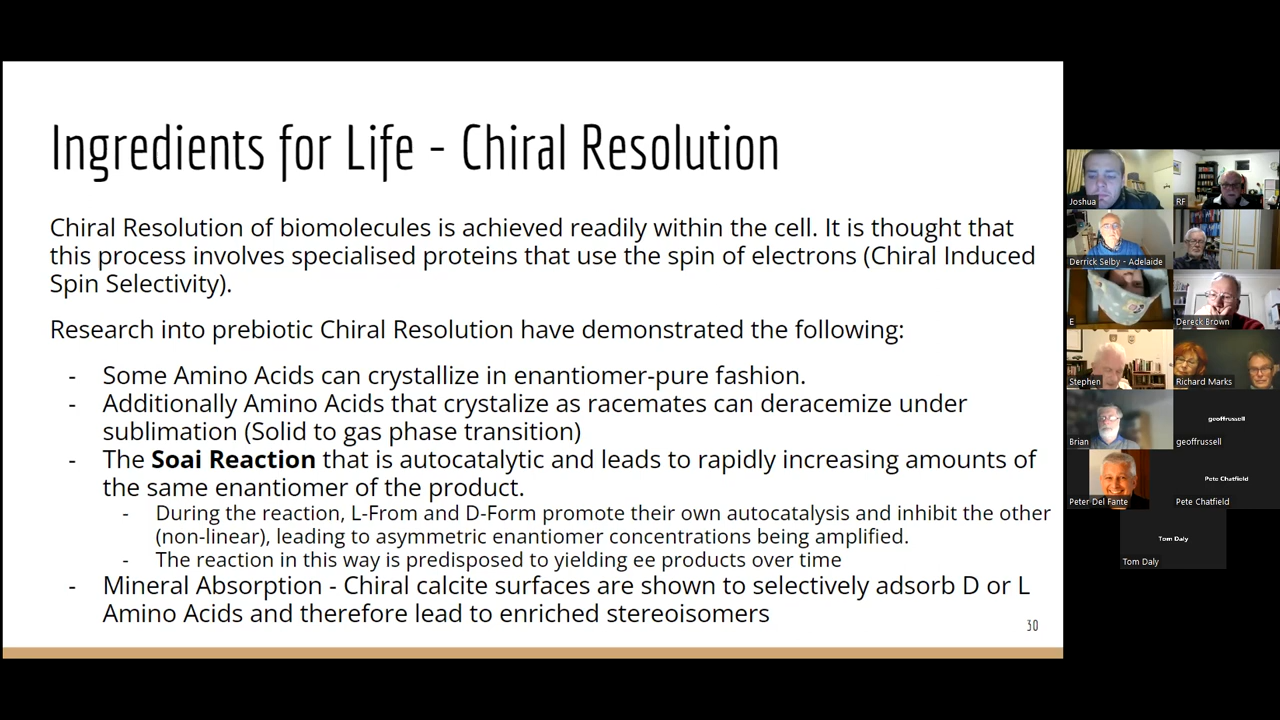 Ingredients for Life - Chiral Resolution
Chiral Resolution of biomolecules is achieved readily within the cell. It is thought that
this process involves specialised proteins that use the spin of electrons (Chiral Induced
Spin Selectivity).
Research into prebiotic Chiral Resolution have demonstrated the following:
- Some Amino Acids can crystallize in enantiomer-pure fashion.
- Additionally Amino Acids that crystalize as racemates can deracemize under
sublimation (Solid to gas phase transition)
- The Soai Reaction that is autocatalytic and leads to rapidly increasing amounts of
the same enantiomer of the product.
- During the reaction, L-From and D-Form promote their own autocatalysis and inhibit the other
(non-linear), leading to asymmetric enantiomer concentrations being amplified.
- The reaction in this way is predisposed to yielding ee products over time
- Mineral Absorption - Chiral calcite surfaces are shown to selectively adsorb D or L
Amino Acids and therefore lead to enriched stereoisomers
30
Joshua
RF
Derrick Selby - Adelaide
E
Dereck Brown
Stephen
Richard Marks
Brian
geoffrussell
geoffrussell
Peter Del Fante
Pete Chatfield
Pete Chatfield
Tom Daly
Tom Daly